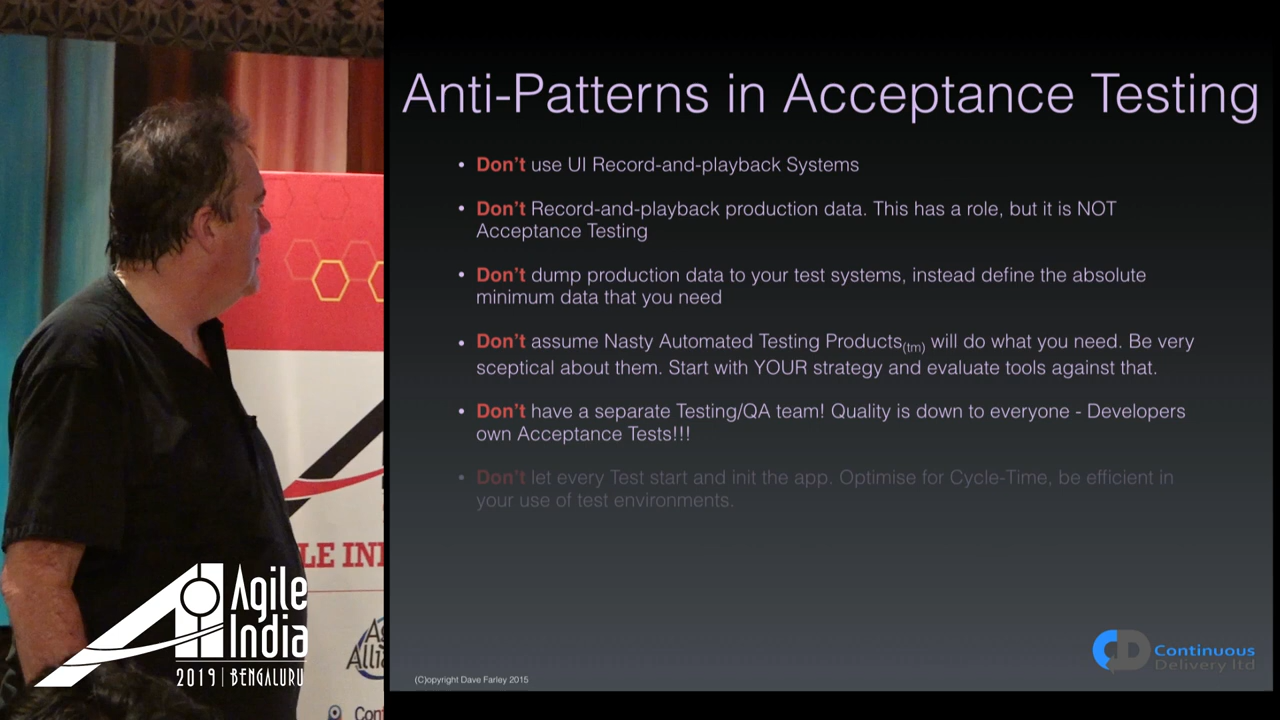 Anti-Patterns in Acceptance Testing
• Don't use UI Record-and-playback Systems
• Don't Record-and-playback production data. This has a role, but it is NOT
Acceptance Testing
• Don't dump production data to your test systems, instead define the absolute
minimum data that you need
• Don't assume Nasty Automated Testing Products(tm) will do what you need. Be very
sceptical about them. Start with YOUR strategy and evaluate tools against that.
• Don't have a separate Testing/QA team! Quality is down to everyone - Developers
own Acceptance Tests!!!
• Don't let every Test start and init the app. Optimise for Cycle-Time, be efficient in
your use of test environments.
Continuous
Delivery ltd
(C)opyright Dave Farley 2015
Agile
India
2019 | BENGALURU